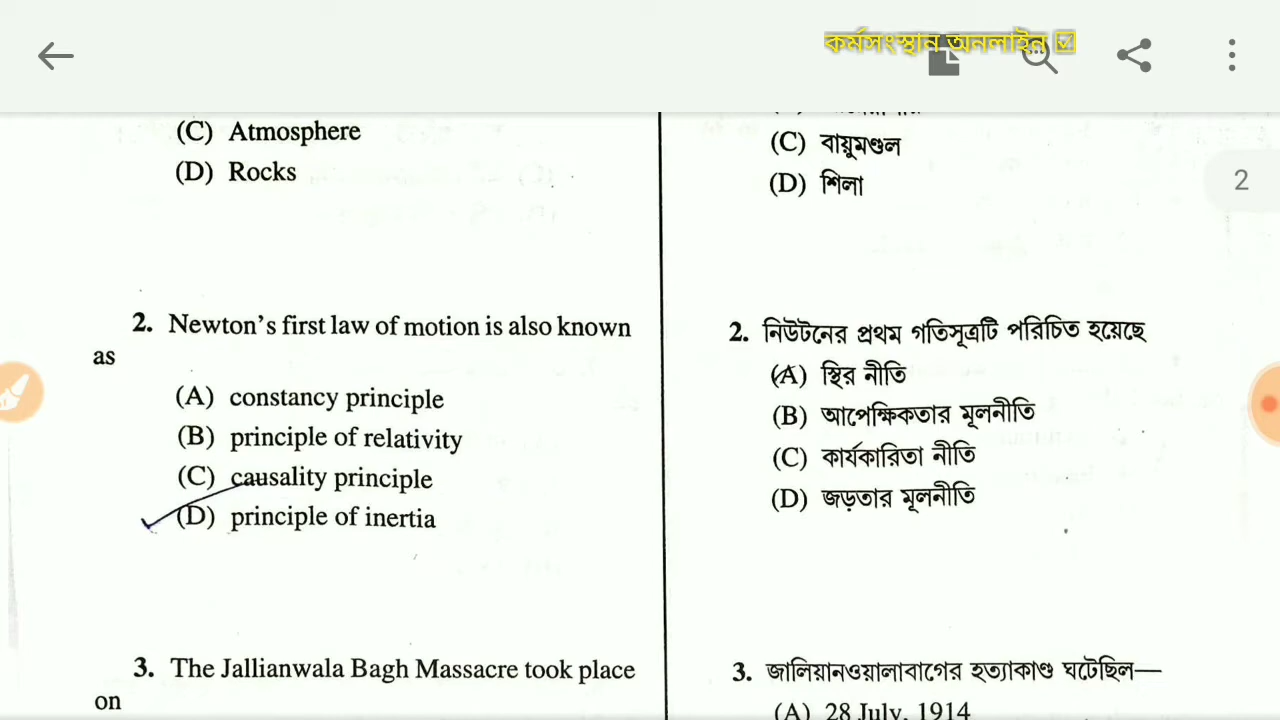 কর্মসংস্থান অনলাইন ☑
2
(C) Atmosphere
(D) Rocks
2. Newton's first law of motion is also known
as
(A) constancy principle
(B) principle of relativity
(C) causality principle
(D) principle of inertia
3. The Jallianwala Bagh Massacre took place
on
(C) বায়ুমণ্ডল
(D) শিলা
2. নিউটনের প্রথম গতিসূত্রটি পরিচিত হয়েছে
(A) স্থির নীতি
(B) আপেক্ষিকতার মূলনীতি
(C) কার্যকারিতা নীতি
(D) জড়তার মূলনীতি
3. জালিয়ানওয়ালাবাগের হত্যাকাণ্ড ঘটেছিল—
(A) 28 July, 1914